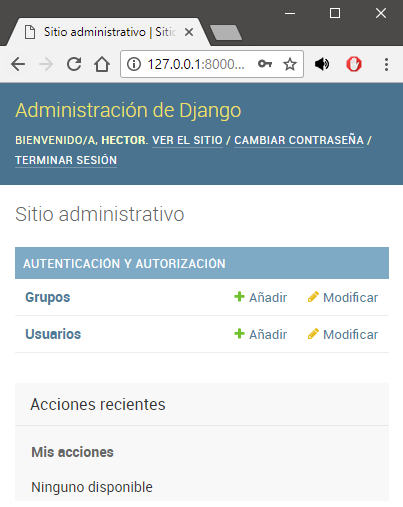 Sitio administrativo | Sitio
127.0.0.1:8000...
Administración de Django
BIENVENIDO/A, HECTOR. VER EL SITIO / CAMBIAR CONTRASEÑA /
TERMINAR SESIÓN
Sitio administrativo
AUTENTICACIÓN Y AUTORIZACIÓN
Grupos Añadir Modificar
Usuarios Añadir Modificar
Acciones recientes
Mis acciones
Ninguno disponible